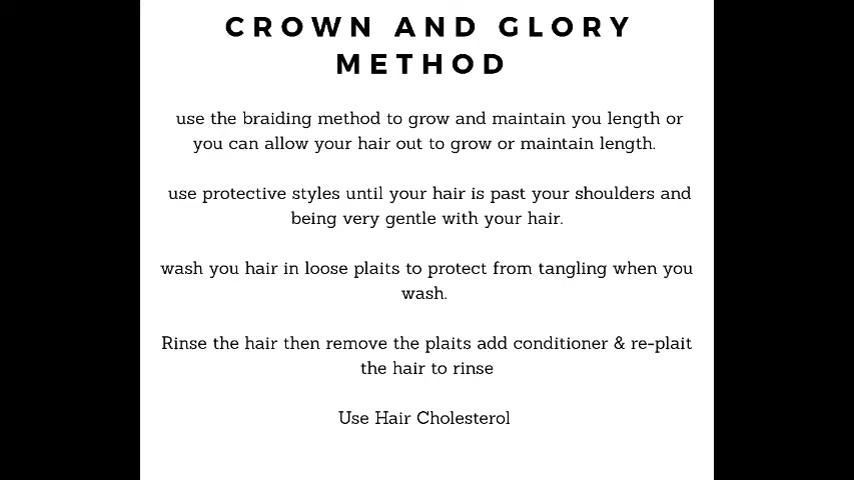 CROWN AND GLORY
METHOD
use the braiding method to grow and maintain you length or
you can allow your hair out to grow or maintain length.
use protective styles until your hair is past your shoulders and
being very gentle with your hair.
wash you hair in loose plaits to protect from tangling when you
wash.
Rinse the hair then remove the plaits add conditioner & re-plait
the hair to rinse
Use Hair Cholesterol